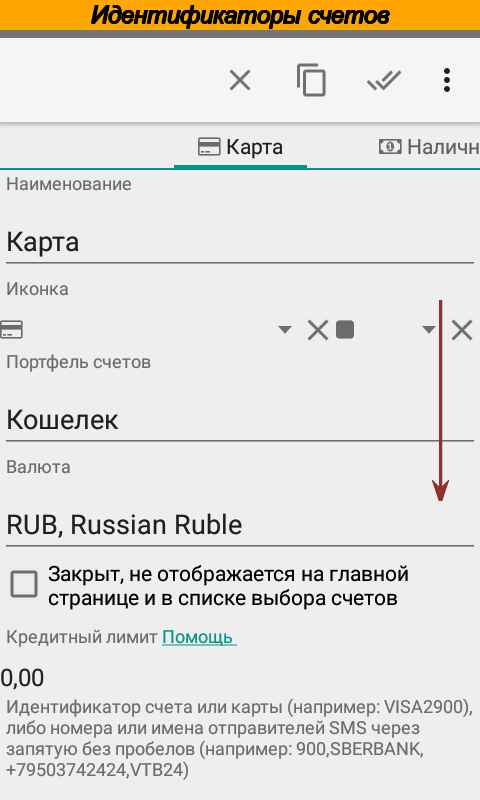 Идентификаторы счетов
Карта
Наличн
Наименование
Карта
Иконка
Портфель счетов
Кошелек
Валюта
RUB, Russian Ruble
Закрыт, не отображается на главной
странице и в списке выбора счетов
Кредитный лимит Помощь
0,00
Идентификатор счета или карты (например: VISA2900),
либо номера или имена отправителей SMS через
запятую без пробелов (например: 900,SBERBANK,
+79503742424,VTB24)